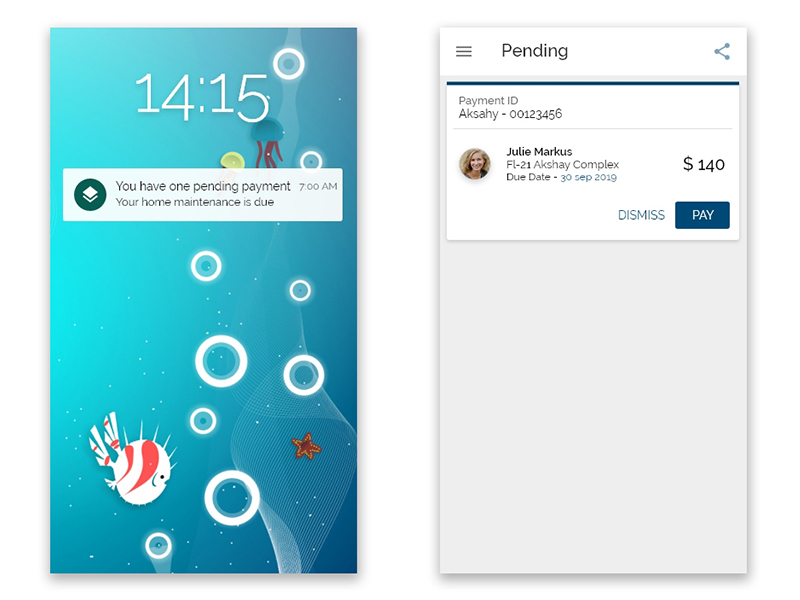 14:15
You have one pending payment 7:00 AM
Your home maintenance is due
Pending
Payment ID
Aksahy - 00123456
Julie Markus
Fl-21 Akshay Complex
$ 140
Due Date - 30 sep 2019
DISMISS PAY